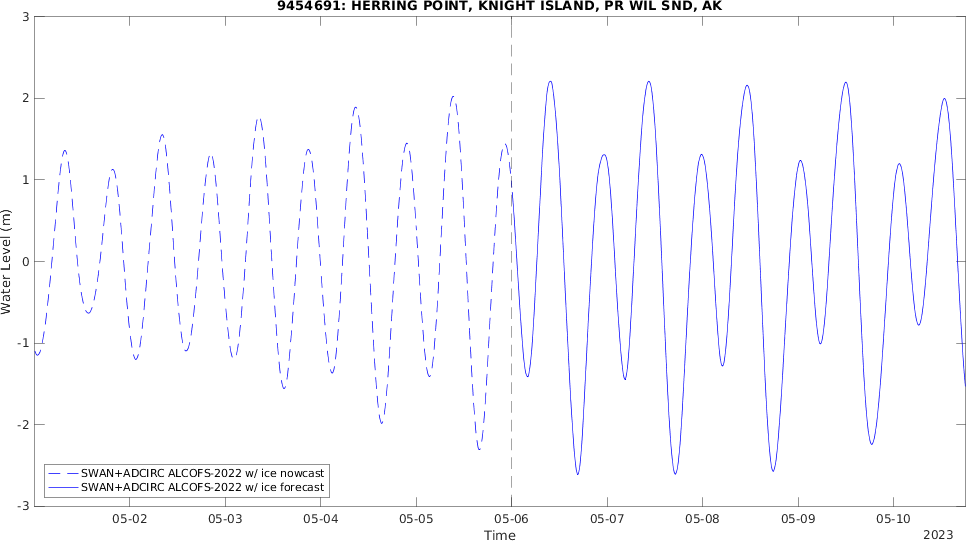 9454691: HERRING POINT, KNIGHT ISLAND, PR WIL SND, AK
3
2
1
0
-1
-2
-3
Water Level (m)
SWAN+ADCIRC ALCOFS-2022 w/ ice nowcast
SWAN+ADCIRC ALCOFS-2022 w/ ice forecast
05-02 05-03 05-04 05-05 05-06 05-07 05-08 05-09 05-10
Time
2023